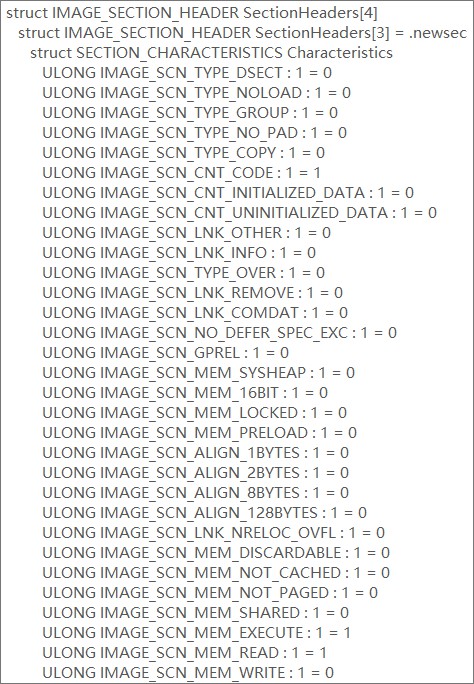 struct IMAGE_SECTION_HEADER SectionHeaders[4]
struct IMAGE_SECTION_HEADER SectionHeaders[3] = .newsec
struct SECTION_CHARACTERISTICS Characteristics
ULONG IMAGE_SCN_TYPE_DSECT : 1 = 0
ULONG IMAGE_SCN_TYPE_NOLOAD : 1 = 0
ULONG IMAGE_SCN_TYPE_GROUP : 1 = 0
ULONG IMAGE_SCN_TYPE_NO_PAD : 1 = 0
ULONG IMAGE_SCN_TYPE_COPY : 1 = 0
ULONG IMAGE_SCN_CNT_CODE : 1 = 1
ULONG IMAGE_SCN_CNT_INITIALIZED_DATA : 1 = 0
ULONG IMAGE_SCN_CNT_UNINITIALIZED_DATA : 1 = 0
ULONG IMAGE_SCN_LNK_OTHER : 1 = 0
ULONG IMAGE_SCN_LNK_INFO : 1 = 0
ULONG IMAGE_SCN_TYPE_OVER : 1 = 0
ULONG IMAGE_SCN_LNK_REMOVE : 1 = 0
ULONG IMAGE_SCN_LNK_COMDAT : 1 = 0
ULONG IMAGE_SCN_NO_DEFER_SPEC_EXC : 1 = 0
ULONG IMAGE_SCN_GPREL : 1 = 0
ULONG IMAGE_SCN_MEM_SYSHEAP : 1 = 0
ULONG IMAGE_SCN_MEM_16BIT : 1 = 0
ULONG IMAGE_SCN_MEM_LOCKED : 1 = 0
ULONG IMAGE_SCN_MEM_PRELOAD : 1 = 0
ULONG IMAGE_SCN_ALIGN_1BYTES : 1 = 0
ULONG IMAGE_SCN_ALIGN_2BYTES : 1 = 0
ULONG IMAGE_SCN_ALIGN_8BYTES : 1 = 0
ULONG IMAGE_SCN_ALIGN_128BYTES : 1 = 0
ULONG IMAGE_SCN_LNK_NRELOC_OVFL : 1 = 0
ULONG IMAGE_SCN_MEM_DISCARDABLE : 1 = 0
ULONG IMAGE_SCN_MEM_NOT_CACHED : 1 = 0
ULONG IMAGE_SCN_MEM_NOT_PAGED : 1 = 0
ULONG IMAGE_SCN_MEM_SHARED : 1 = 0
ULONG IMAGE_SCN_MEM_EXECUTE : 1 = 1
ULONG IMAGE_SCN_MEM_READ : 1 = 1
ULONG IMAGE_SCN_MEM_WRITE : 1 = 0